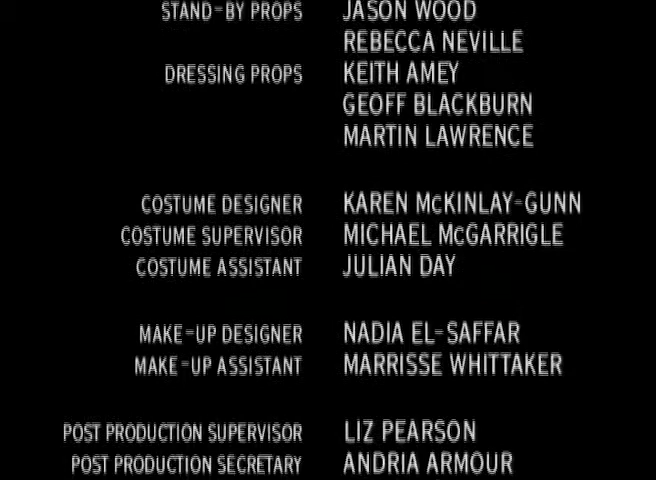 STAND-BY PROPS JASON WOOD
REBECCA NEVILLE
DRESSING PROPS KEITH AMEY
GEOFF BLACKBURN
MARTIN LAWRENCE
COSTUME DESIGNER KAREN McKINLAY-GUNN
COSTUME SUPERVISOR MICHAEL McGARRIGLE
COSTUME ASSISTANT JULIAN DAY
MAKE-UP DESIGNER NADIA EL-SAFFAR
MAKE-UP ASSISTANT MARRISSE WHITTAKER
POST PRODUCTION SUPERVISOR LIZ PEARSON
POST PRODUCTION SECRETARY ANDRIA ARMOUR